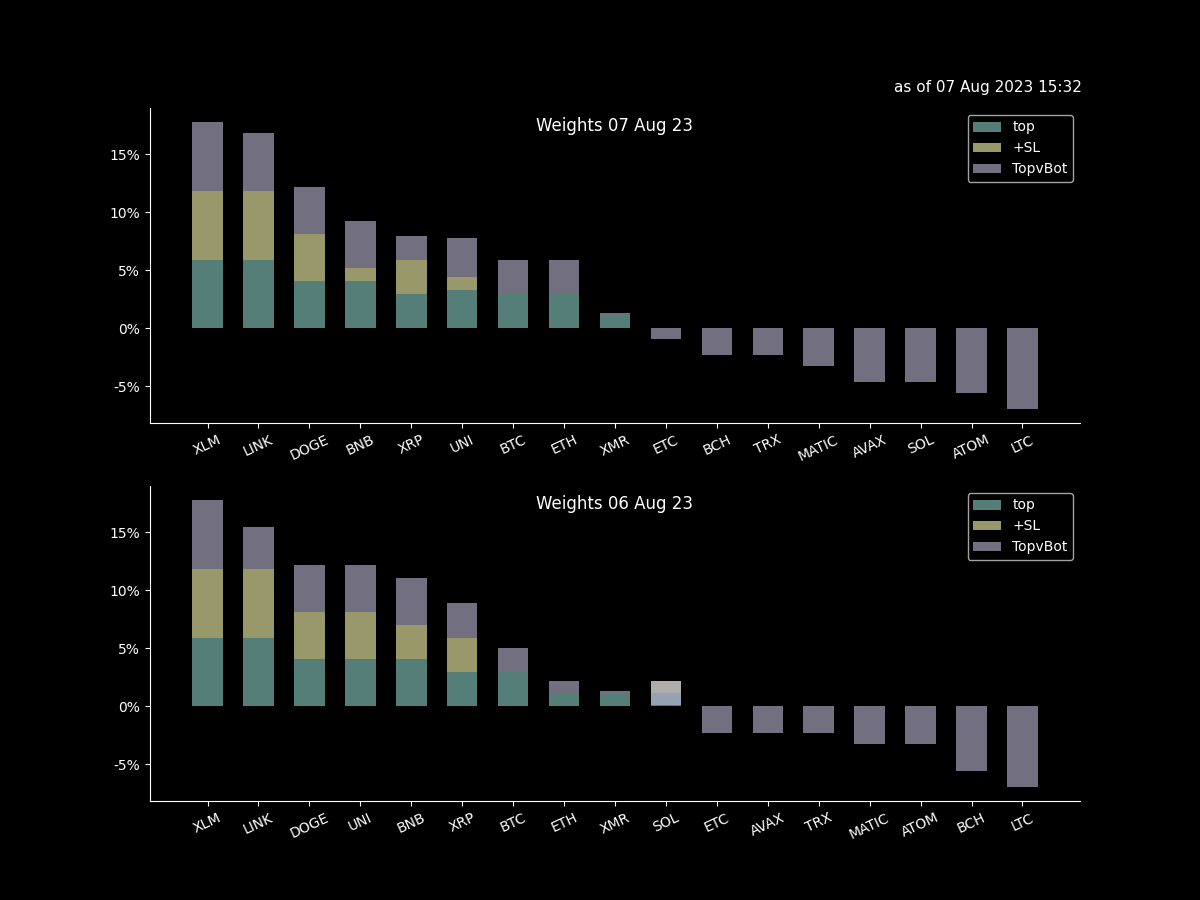 as of 07 Aug 2023 15:32
Weights 07 Aug 23
top
+SL
TopvBot
15%
10%
5%
0%
-5%
XLM LINK DOGE BNB XRP UNI BTC ETH XMR ETC BCH TRX MATIC AVAX SOL ATOM LTC
Weights 06 Aug 23
top
+SL
TopvBot
15%
10%
5%
0%
-5%
XLM LINK DOGE UNI BNB XRP BTC ETH XMR SOL ETC AVAX TRX MATIC ATOM BCH LTC